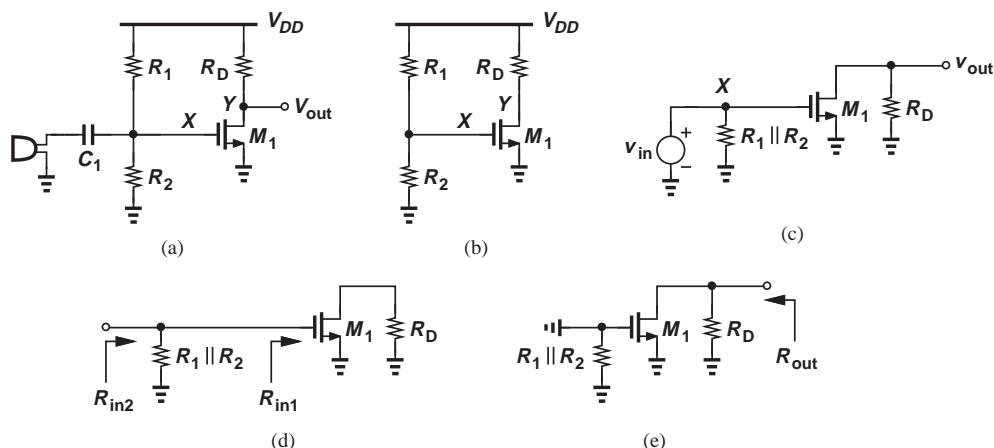 V_DD
R_1
R_D
Y
V_out
X
M_1
C_1
R_2
(a)
V_DD
R_1
R_D
Y
X
M_1
R_2
(b)
v_out
X
M_1
R_D
v_in
+
−
R_1 || R_2
(c)
M_1
R_D
R_1 || R_2
R_in2
R_in1
(d)
M_1
R_D
R_1 || R_2
R_out
(e)